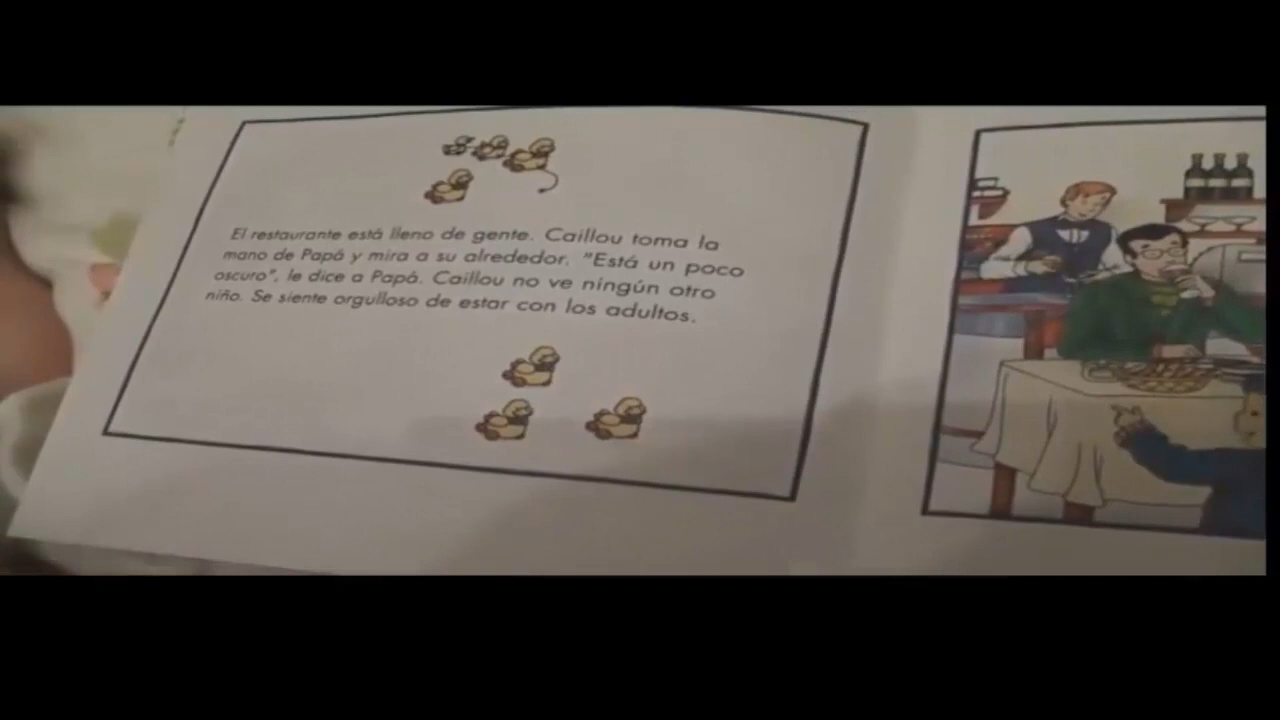 El restaurante está lleno de gente. Caillou toma la
mano de Papá y mira a su alrededor. "Está un poco
oscuro", le dice a Papá. Caillou no ve ningún otro
niño. Se siente orgulloso de estar con los adultos.